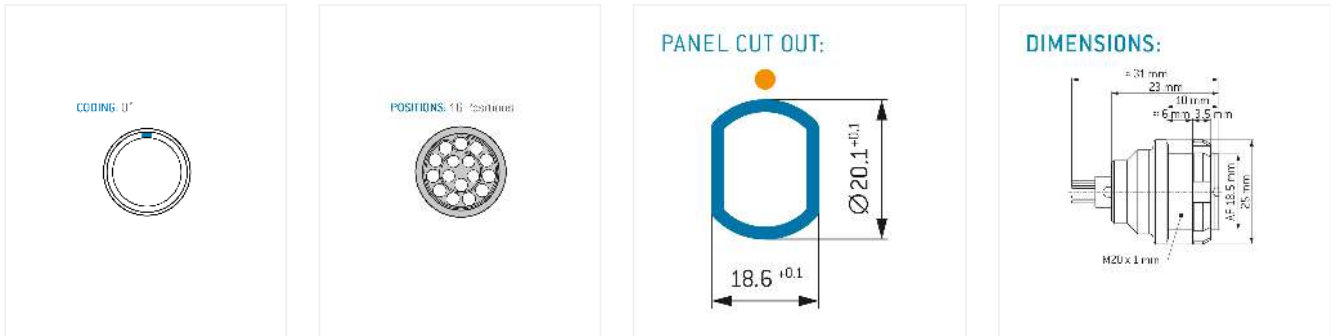 CODING: 0°
POSITIONS: 16 Positions
PANEL CUT OUT:
Ø20.1+0.1
18.6 +0.1
DIMENSIONS:
≈ 31 mm
23 mm
10 mm
≈ 6 mm 3.5 mm
AF 18.5 mm
25 mm
M20 x 1 mm